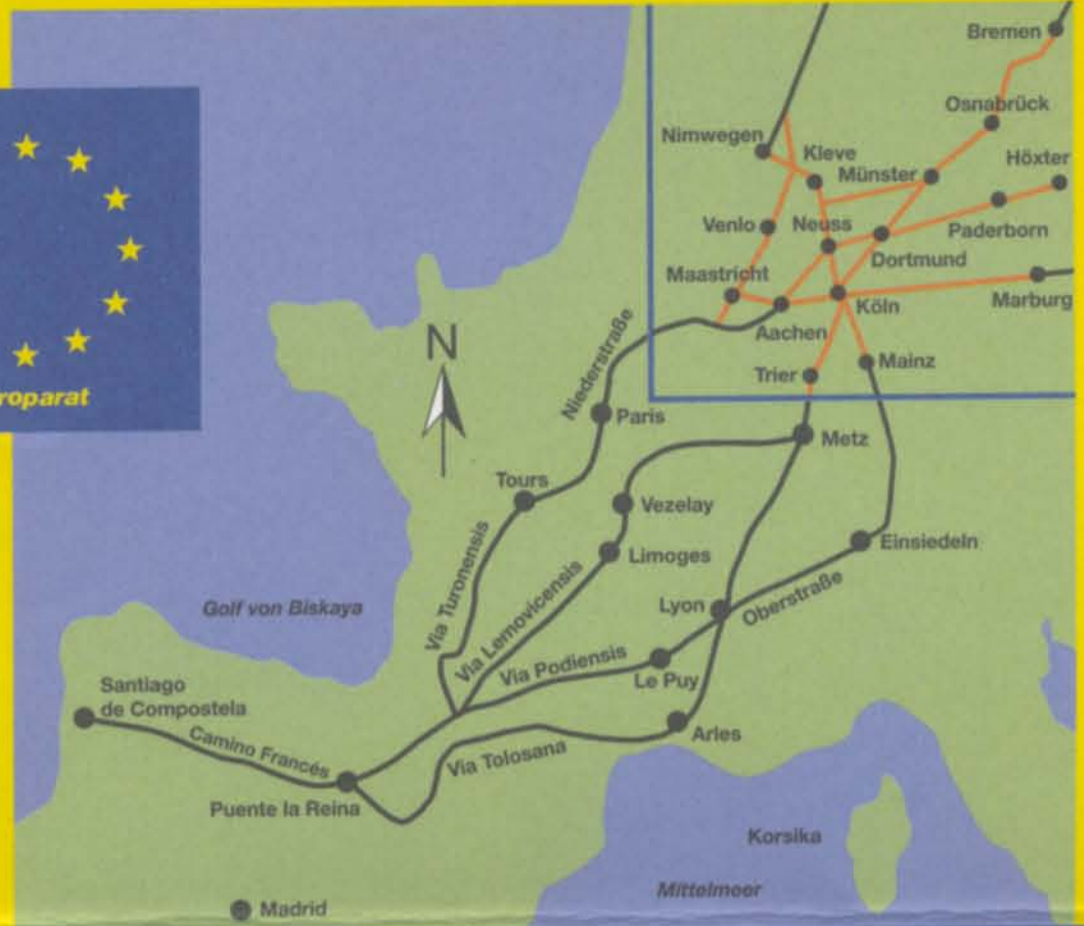 Bremen
Osnabrück
Nimwegen
Kleve
Höxter
Münster
Venlo
Neuss
Paderborn
Dortmund
Maastricht
Marburg
Köln
Aachen
roparat
N
Niederstraße
Trier
Mainz
Paris
Metz
Tours
Vezelay
Einsiedeln
Limoges
Via Turonensis
Golf von Biskaya
Via Lemovicensis
Lyon
Oberstraße
Via Podiensis
Le Puy
Santiago
de Compostela
Arles
Camino Francés
Via Tolosana
Puente la Reina
Korsika
Mittelmeer
Madrid